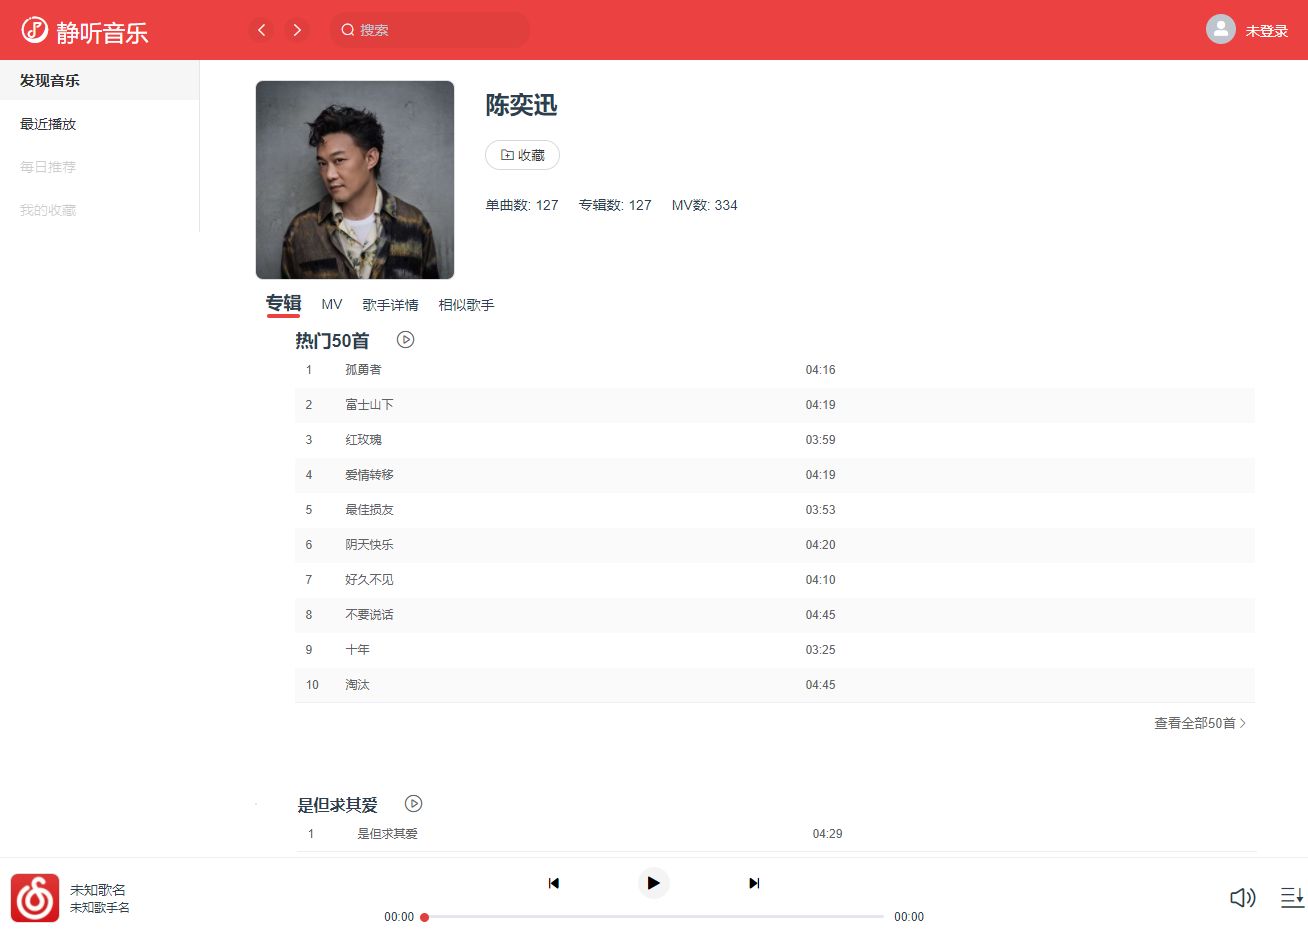 静听音乐
搜索
未登录
发现音乐
最近播放
每日推荐
我的收藏
陈奕迅
收藏
单曲数: 127 专辑数: 127 MV数: 334
专辑 MV 歌手详情 相似歌手
热门50首
1 孤勇者 04:16
2 富士山下 04:19
3 红玫瑰 03:59
4 爱情转移 04:19
5 最佳损友 03:53
6 阴天快乐 04:20
7 好久不见 04:10
8 不要说话 04:45
9 十年 03:25
10 淘汰 04:45
查看全部50首
是但求其爱
1 是但求其爱 04:29
未知歌名
未知歌手名
00:00 00:00